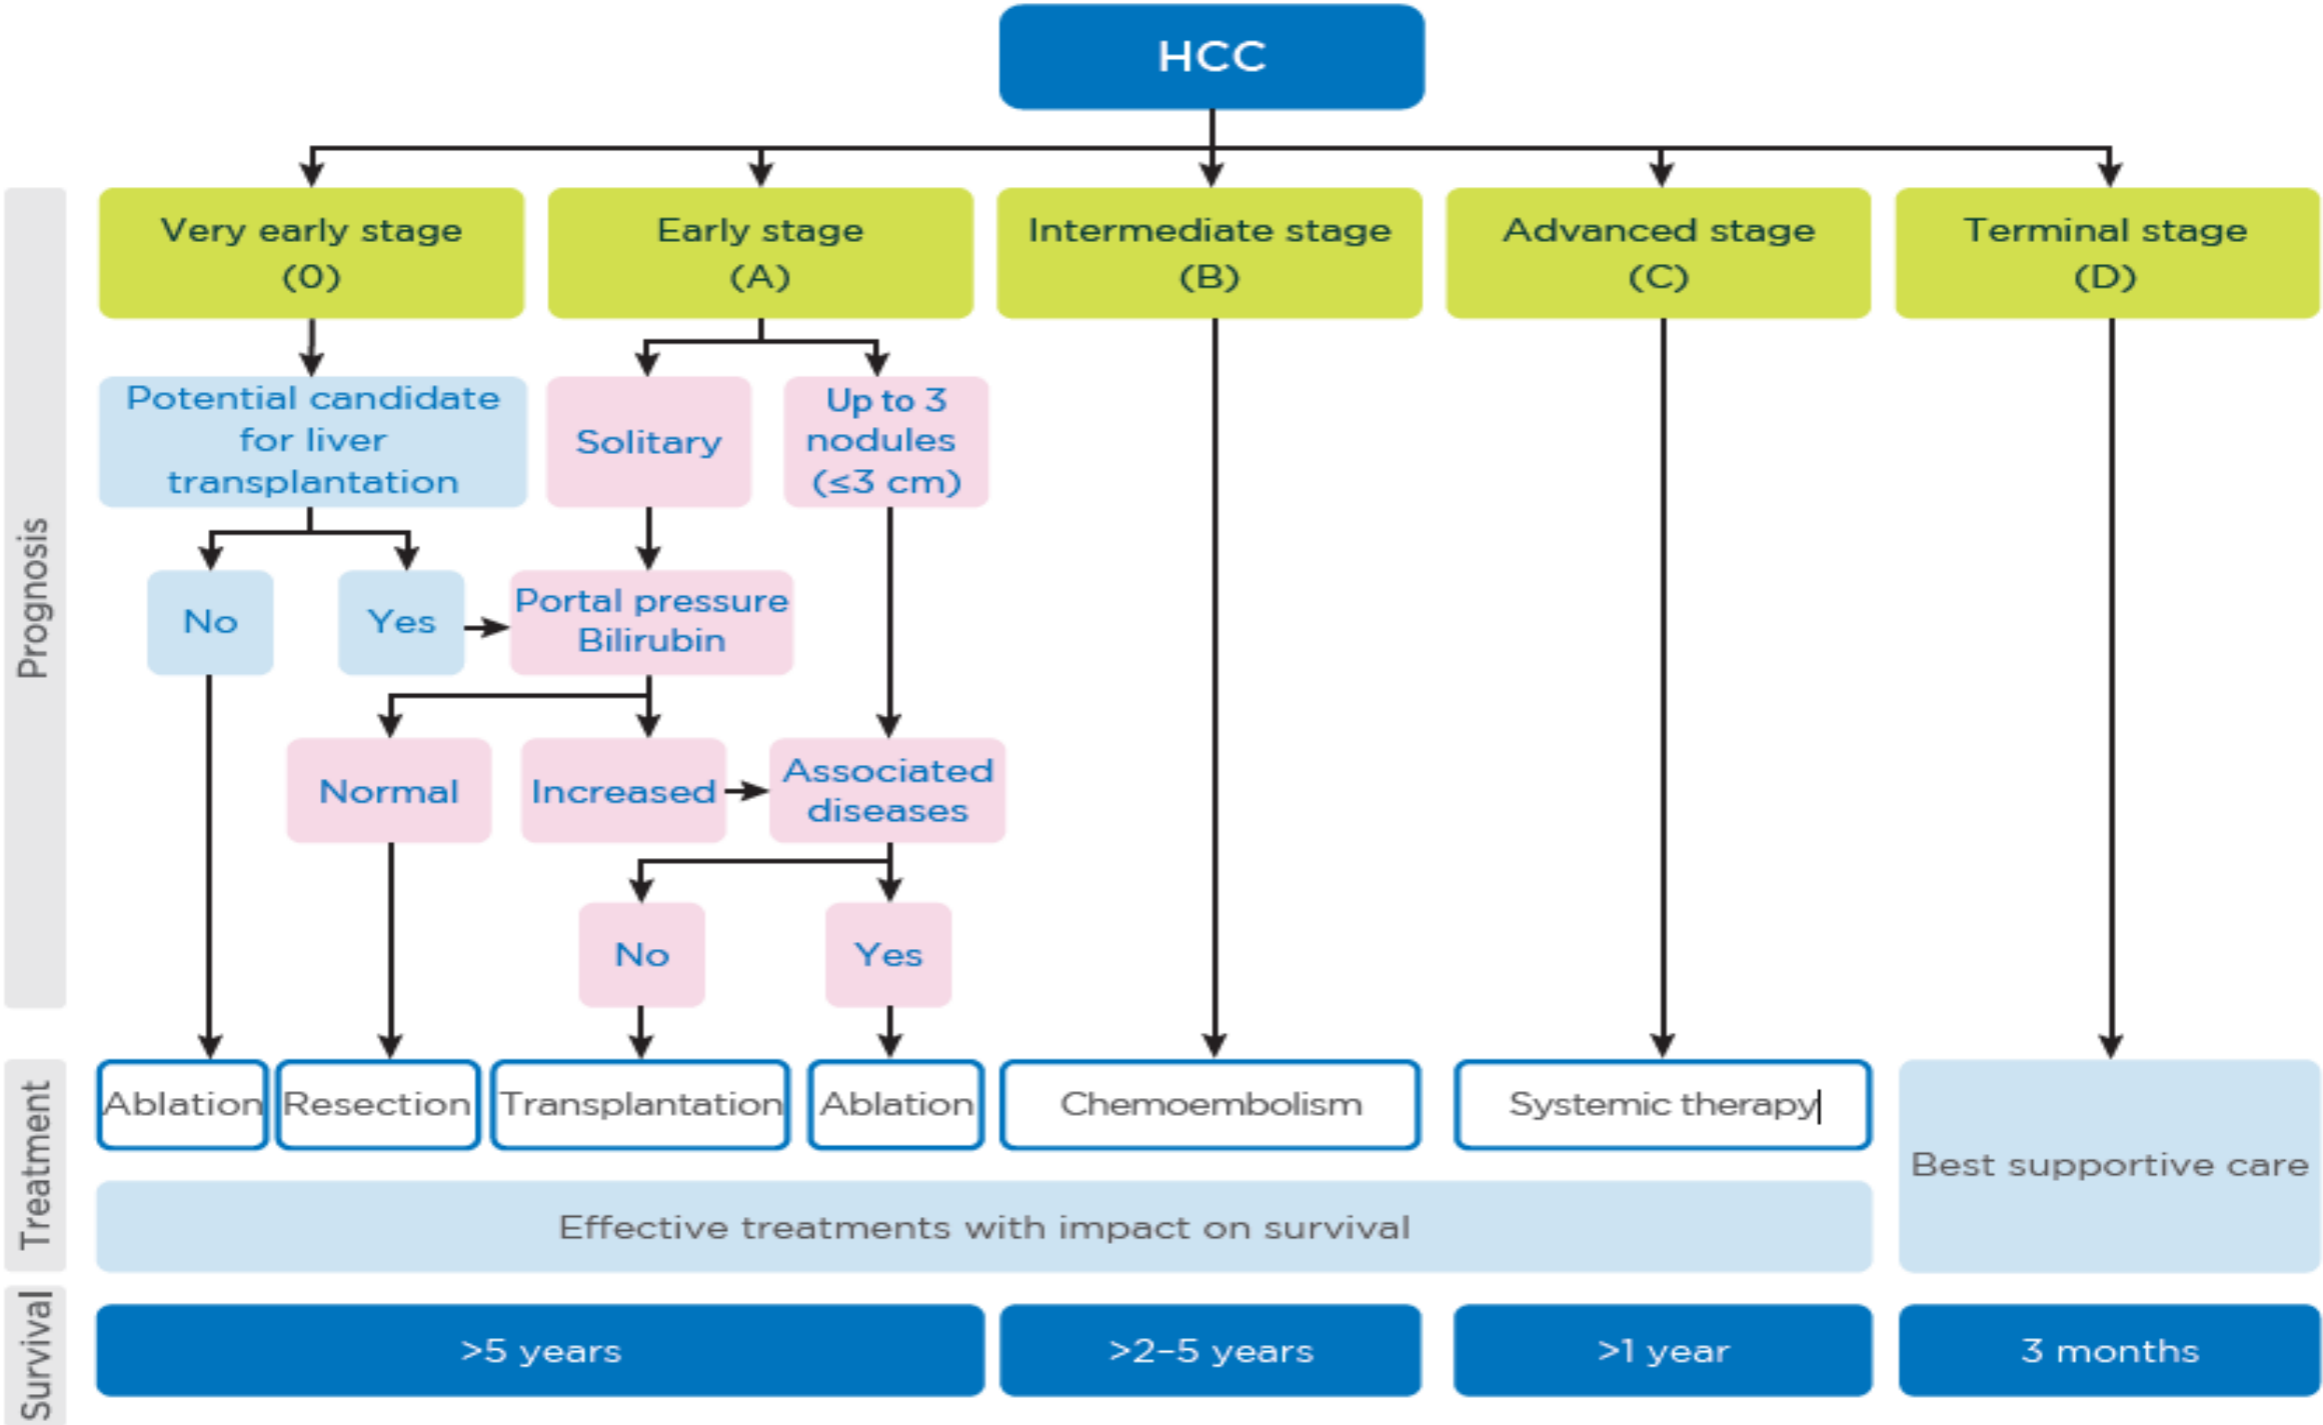 HCC
Prognosis
Very early stage
(0)
Early stage
(A)
Intermediate stage
(B)
Advanced stage
(C)
Terminal stage
(D)
Potential candidate
for liver
transplantation
Solitary
Up to 3
nodules
(≤3 cm)
No
Yes
Portal pressure
Bilirubin
Normal
Increased
Associated
diseases
No
Yes
Treatment
Ablation
Resection
Transplantation
Ablation
Chemoembolism
Systemic therapy
Best supportive care
Effective treatments with impact on survival
Survival
>5 years
>2–5 years
>1 year
3 months